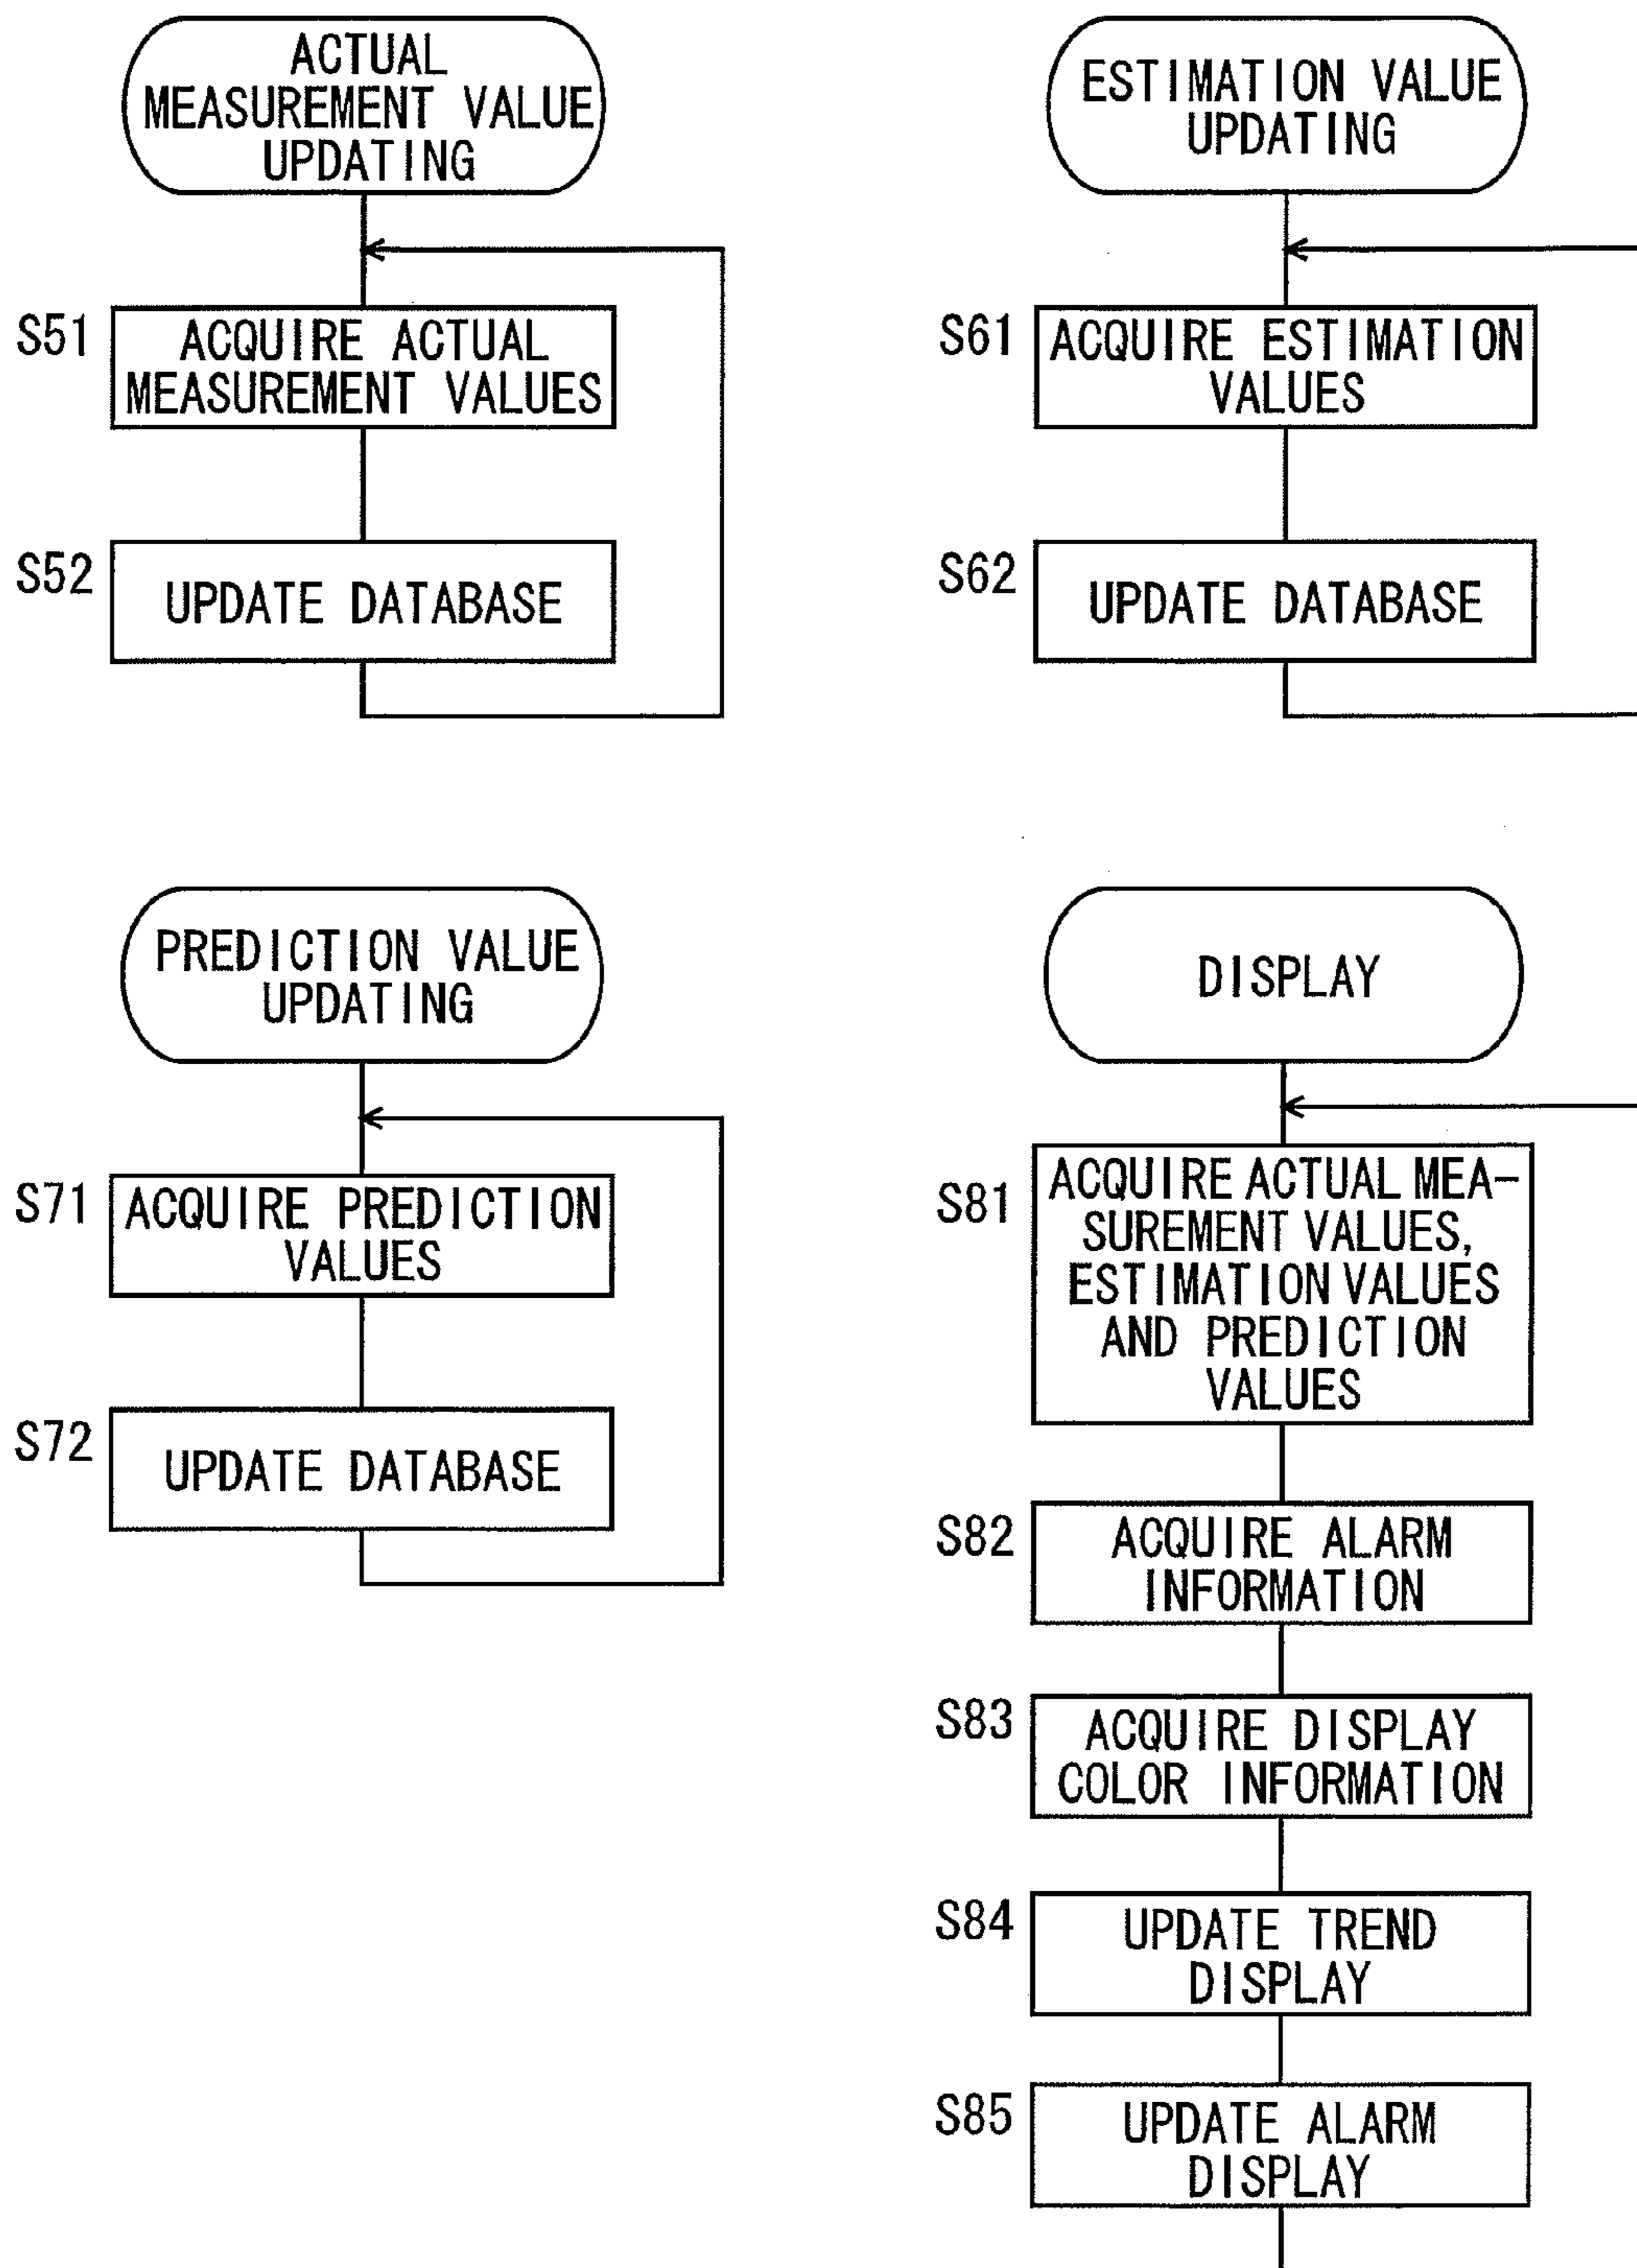 ACTUAL
MEASUREMENT VALUE
UPDATING
S51
ACQUIRE ACTUAL
MEASUREMENT VALUES
S52
UPDATE DATABASE
ESTIMATION VALUE
UPDATING
S61
ACQUIRE ESTIMATION
VALUES
S62
UPDATE DATABASE
PREDICTION VALUE
UPDATING
S71
ACQUIRE PREDICTION
VALUES
S72
UPDATE DATABASE
DISPLAY
S81
ACQUIRE ACTUAL MEA-
SUREMENT VALUES,
ESTIMATION VALUES
AND PREDICTION
VALUES
S82
ACQUIRE ALARM
INFORMATION
S83
ACQUIRE DISPLAY
COLOR INFORMATION
S84
UPDATE TREND
DISPLAY
S85
UPDATE ALARM
DISPLAY